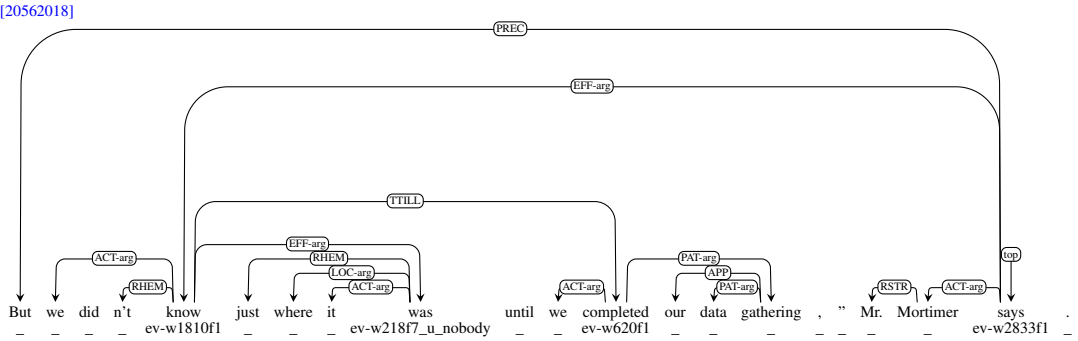 [20562018]
PREC
EFF-arg
TTILL
EFF-arg
ACT-arg RHEM PAT-arg top
LOC-arg APP
RHEM ACT-arg ACT-arg PAT-arg RSTR ACT-arg
But we did n't know just where it was until we completed our data gathering , ” Mr. Mortimer says .
_ _ _ _ ev-w1810f1 _ _ _ ev-w218f7_u_nobody _ _ ev-w620f1 _ _ _ _ _ _ _ ev-w2833f1 _